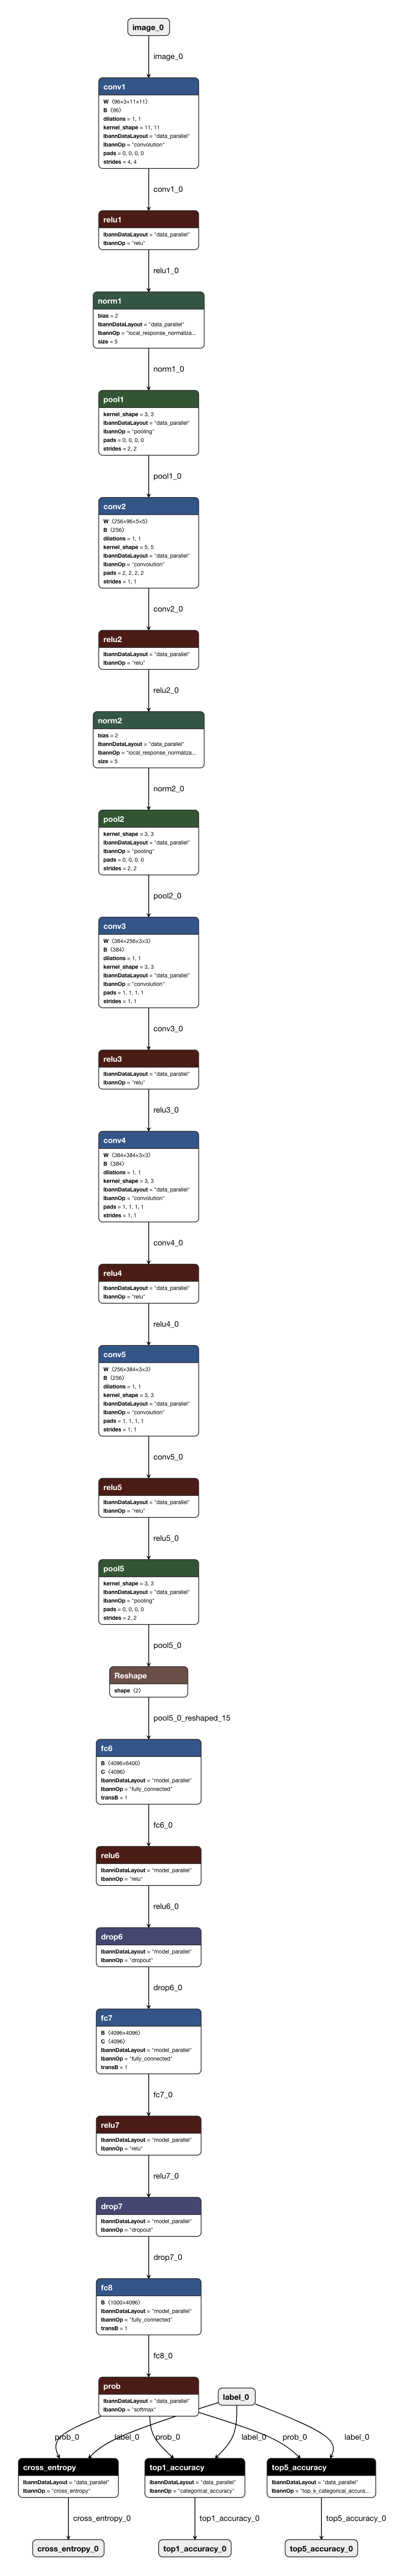 image_0
image_0
conv1
W ⟨96×3×11×11⟩
B ⟨96⟩
dilations = 1, 1
kernel_shape = 11, 11
lbannDataLayout = "data_parallel"
lbannOp = "convolution"
pads = 0, 0, 0, 0
strides = 4, 4
conv1_0
relu1
lbannDataLayout = "data_parallel"
lbannOp = "relu"
relu1_0
norm1
bias = 2
lbannDataLayout = "data_parallel"
lbannOp = "local_response_normaliza...
size = 5
norm1_0
pool1
kernel_shape = 3, 3
lbannDataLayout = "data_parallel"
lbannOp = "pooling"
pads = 0, 0, 0, 0
strides = 2, 2
pool1_0
conv2
W ⟨256×96×5×5⟩
B ⟨256⟩
dilations = 1, 1
kernel_shape = 5, 5
lbannDataLayout = "data_parallel"
lbannOp = "convolution"
pads = 2, 2, 2, 2
strides = 1, 1
conv2_0
relu2
lbannDataLayout = "data_parallel"
lbannOp = "relu"
relu2_0
norm2
bias = 2
lbannDataLayout = "data_parallel"
lbannOp = "local_response_normaliza...
size = 5
norm2_0
pool2
kernel_shape = 3, 3
lbannDataLayout = "data_parallel"
lbannOp = "pooling"
pads = 0, 0, 0, 0
strides = 2, 2
pool2_0
conv3
W ⟨384×256×3×3⟩
B ⟨384⟩
dilations = 1, 1
kernel_shape = 3, 3
lbannDataLayout = "data_parallel"
lbannOp = "convolution"
pads = 1, 1, 1, 1
strides = 1, 1
conv3_0
relu3
lbannDataLayout = "data_parallel"
lbannOp = "relu"
relu3_0
conv4
W ⟨384×384×3×3⟩
B ⟨384⟩
dilations = 1, 1
kernel_shape = 3, 3
lbannDataLayout = "data_parallel"
lbannOp = "convolution"
pads = 1, 1, 1, 1
strides = 1, 1
conv4_0
relu4
lbannDataLayout = "data_parallel"
lbannOp = "relu"
relu4_0
conv5
W ⟨256×384×3×3⟩
B ⟨256⟩
dilations = 1, 1
kernel_shape = 3, 3
lbannDataLayout = "data_parallel"
lbannOp = "convolution"
pads = 1, 1, 1, 1
strides = 1, 1
conv5_0
relu5
lbannDataLayout = "data_parallel"
lbannOp = "relu"
relu5_0
pool5
kernel_shape = 3, 3
lbannDataLayout = "data_parallel"
lbannOp = "pooling"
pads = 0, 0, 0, 0
strides = 2, 2
pool5_0
Reshape
shape ⟨2⟩
pool5_0_reshaped_15
fc6
B ⟨4096×6400⟩
C ⟨4096⟩
lbannDataLayout = "model_parallel"
lbannOp = "fully_connected"
transB = 1
fc6_0
relu6
lbannDataLayout = "model_parallel"
lbannOp = "relu"
relu6_0
drop6
lbannDataLayout = "model_parallel"
lbannOp = "dropout"
drop6_0
fc7
B ⟨4096×4096⟩
C ⟨4096⟩
lbannDataLayout = "model_parallel"
lbannOp = "fully_connected"
transB = 1
fc7_0
relu7
lbannDataLayout = "model_parallel"
lbannOp = "relu"
relu7_0
drop7
lbannDataLayout = "model_parallel"
lbannOp = "dropout"
drop7_0
fc8
B ⟨1000×4096⟩
lbannDataLayout = "model_parallel"
lbannOp = "fully_connected"
transB = 1
fc8_0
prob
lbannDataLayout = "data_parallel"
lbannOp = "softmax"
label_0
prob_0 label_0 prob_0 label_0 prob_0 label_0
cross_entropy
lbannDataLayout = "data_parallel"
lbannOp = "cross_entropy"
top1_accuracy
lbannDataLayout = "data_parallel"
lbannOp = "categorical_accuracy"
top5_accuracy
lbannDataLayout = "data_parallel"
lbannOp = "top_k_categorical_accura...
cross_entropy_0 top1_accuracy_0 top5_accuracy_0
cross_entropy_0 top1_accuracy_0 top5_accuracy_0